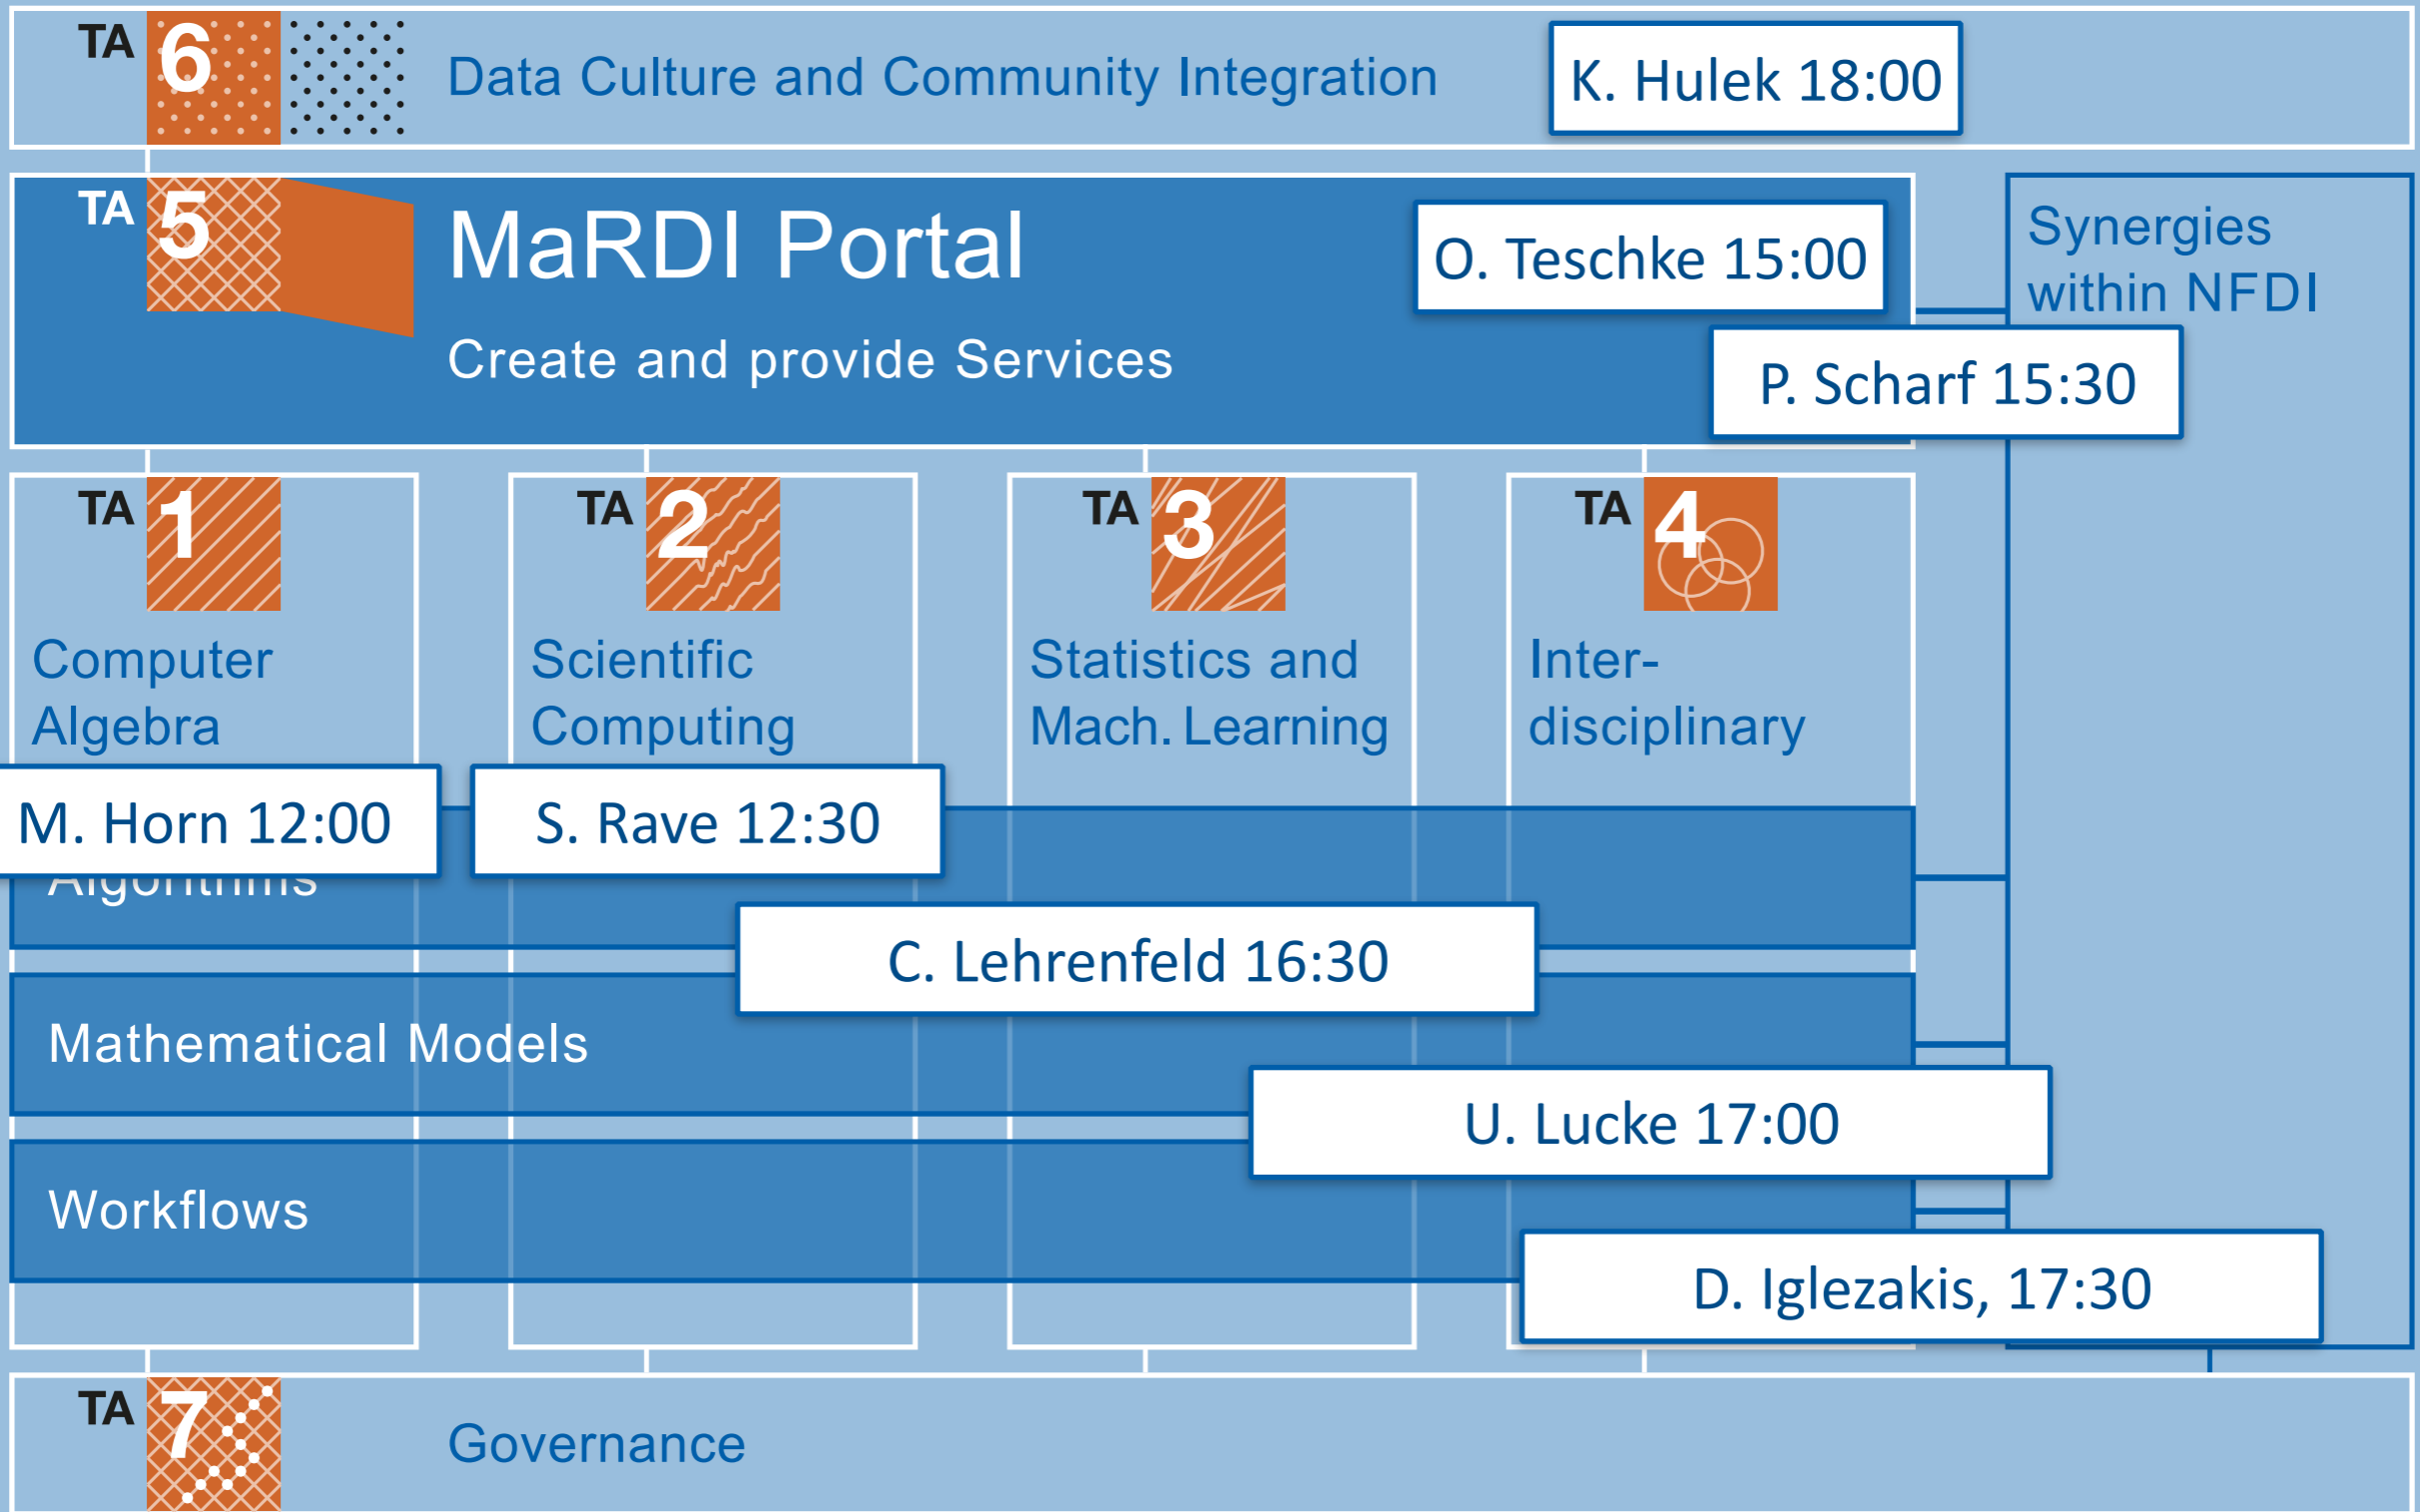 TA 6
Data Culture and Community Integration
K. Hulek 18:00
TA 5
MaRDI Portal
Create and provide Services
O. Teschke 15:00
P. Scharf 15:30
Synergies
within NFDI
TA 1
Computer
Algebra
TA 2
Scientific
Computing
TA 3
Statistics and
Mach. Learning
TA 4
Inter-
disciplinary
M. Horn 12:00
S. Rave 12:30
Algorithms
C. Lehrenfeld 16:30
Mathematical Models
U. Lucke 17:00
Workflows
D. Iglezakis, 17:30
TA 7
Governance